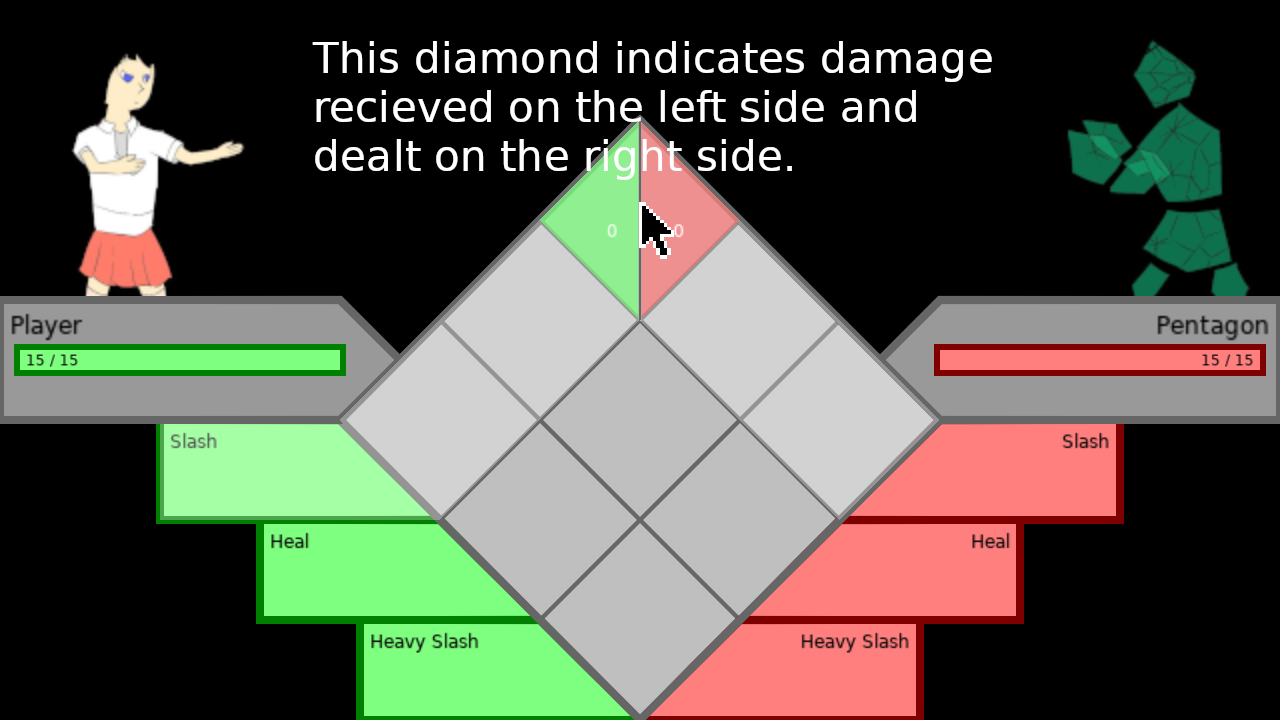 This diamond indicates damage
recieved on the left side and
dealt on the right side.
0 0
Player
15 / 15
Pentagon
15 / 15
Slash
Slash
Heal
Heal
Heavy Slash
Heavy Slash